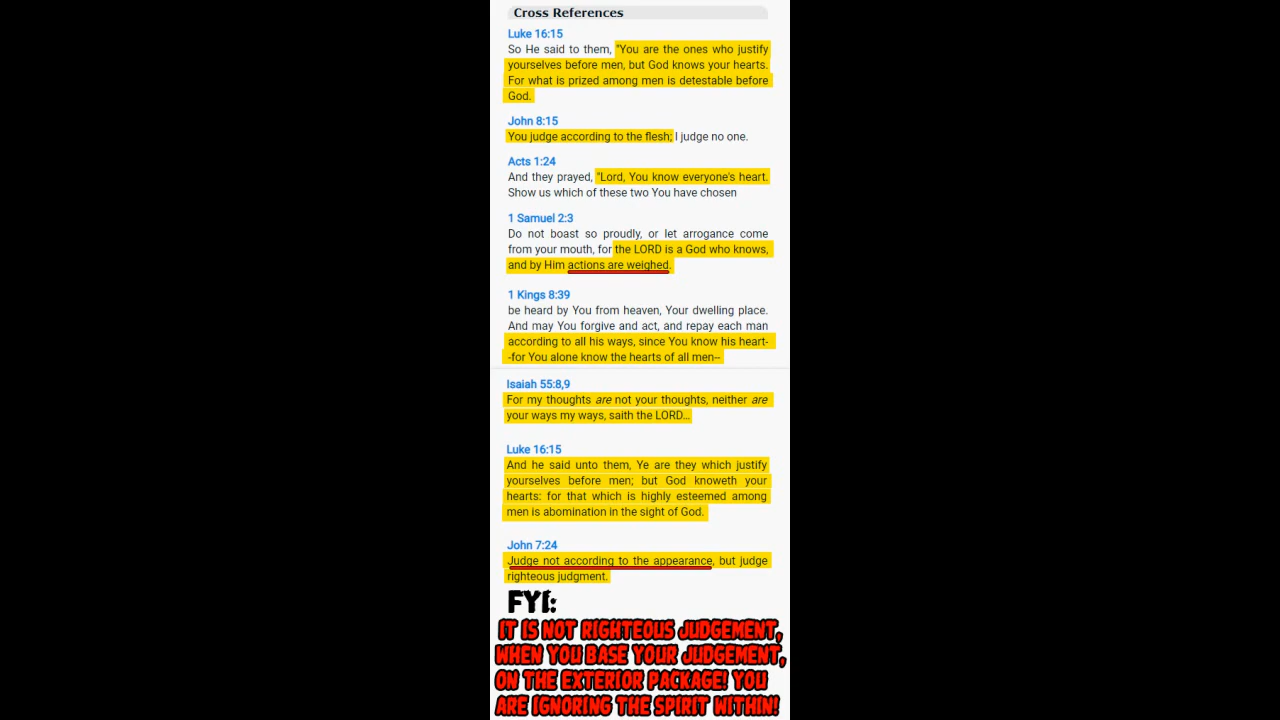 Cross References
Luke 16:15
So He said to them, "You are the ones who justify
yourselves before men, but God knows your hearts.
For what is prized among men is detestable before
God.
John 8:15
You judge according to the flesh; I judge no one.
Acts 1:24
And they prayed, "Lord, You know everyone's heart.
Show us which of these two You have chosen
1 Samuel 2:3
Do not boast so proudly, or let arrogance come
from your mouth, for the LORD is a God who knows,
and by Him actions are weighed.
1 Kings 8:39
be heard by You from heaven, Your dwelling place.
And may You forgive and act, and repay each man
according to all his ways, since You know his heart-
-for You alone know the hearts of all men--
Isaiah 55:8,9
For my thoughts are not your thoughts, neither are
your ways my ways, saith the LORD...
Luke 16:15
And he said unto them, Ye are they which justify
yourselves before men; but God knoweth your
hearts: for that which is highly esteemed among
men is abomination in the sight of God.
John 7:24
Judge not according to the appearance, but judge
righteous judgment.
FYI:
IT IS NOT RIGHTEOUS JUDGEMENT,
WHEN YOU BASE YOUR JUDGEMENT,
ON THE EXTERIOR PACKAGE! YOU
ARE IGNORING THE SPIRIT WITHIN!